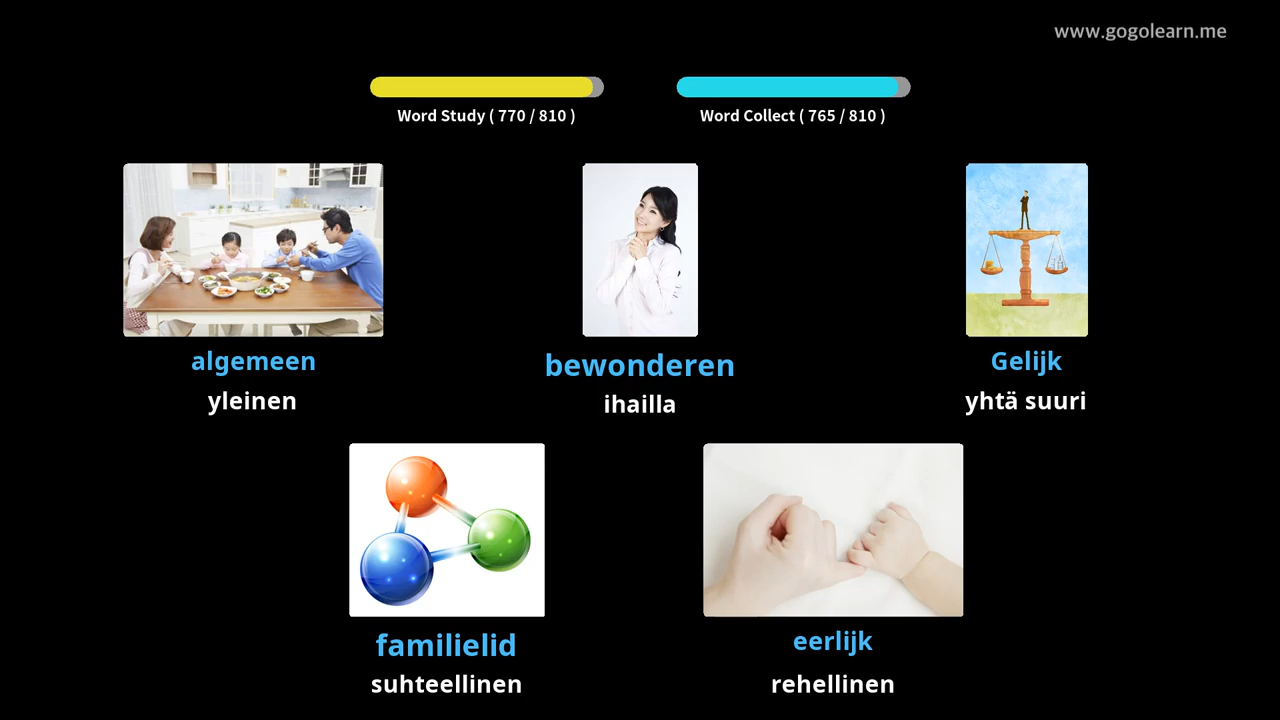 www.gogolearn.me
Word Study ( 770 / 810 )
Word Collect ( 765 / 810 )
algemeen
yleinen
bewonderen
ihailla
Gelijk
yhtä suuri
familielid
suhteellinen
eerlijk
rehellinen